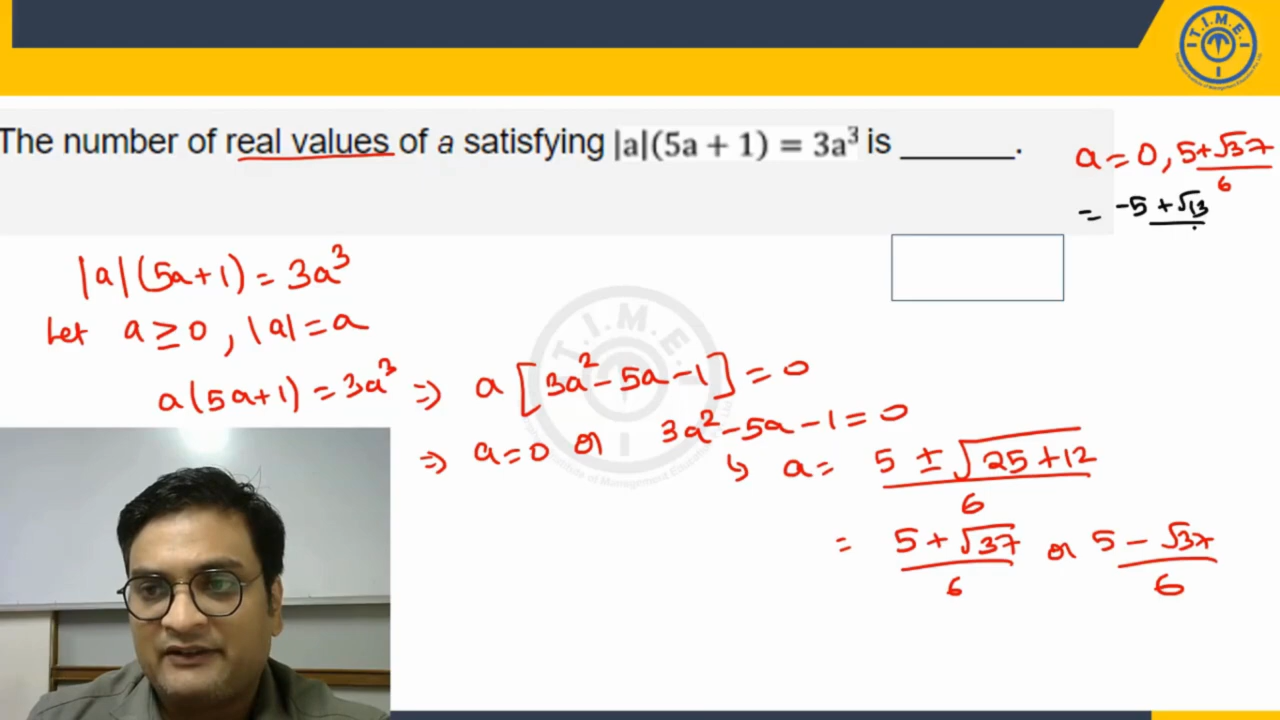 T.I.M.E.
The number of real values of a satisfying |a|(5a + 1) = 3a³ is ______.
a = 0, 5+√37/6
= -5 + √13
|a|(5a+1) = 3a³
Let a ≥ 0, |a| = a
a(5a+1) = 3a³ ⇒ a[3a² - 5a - 1] = 0
⇒ a = 0 or 3a² - 5a - 1 = 0
↳ a = 5 ± √25+12/6
= 5 + √37/6 or 5 - √37/6
T.I.M.E.